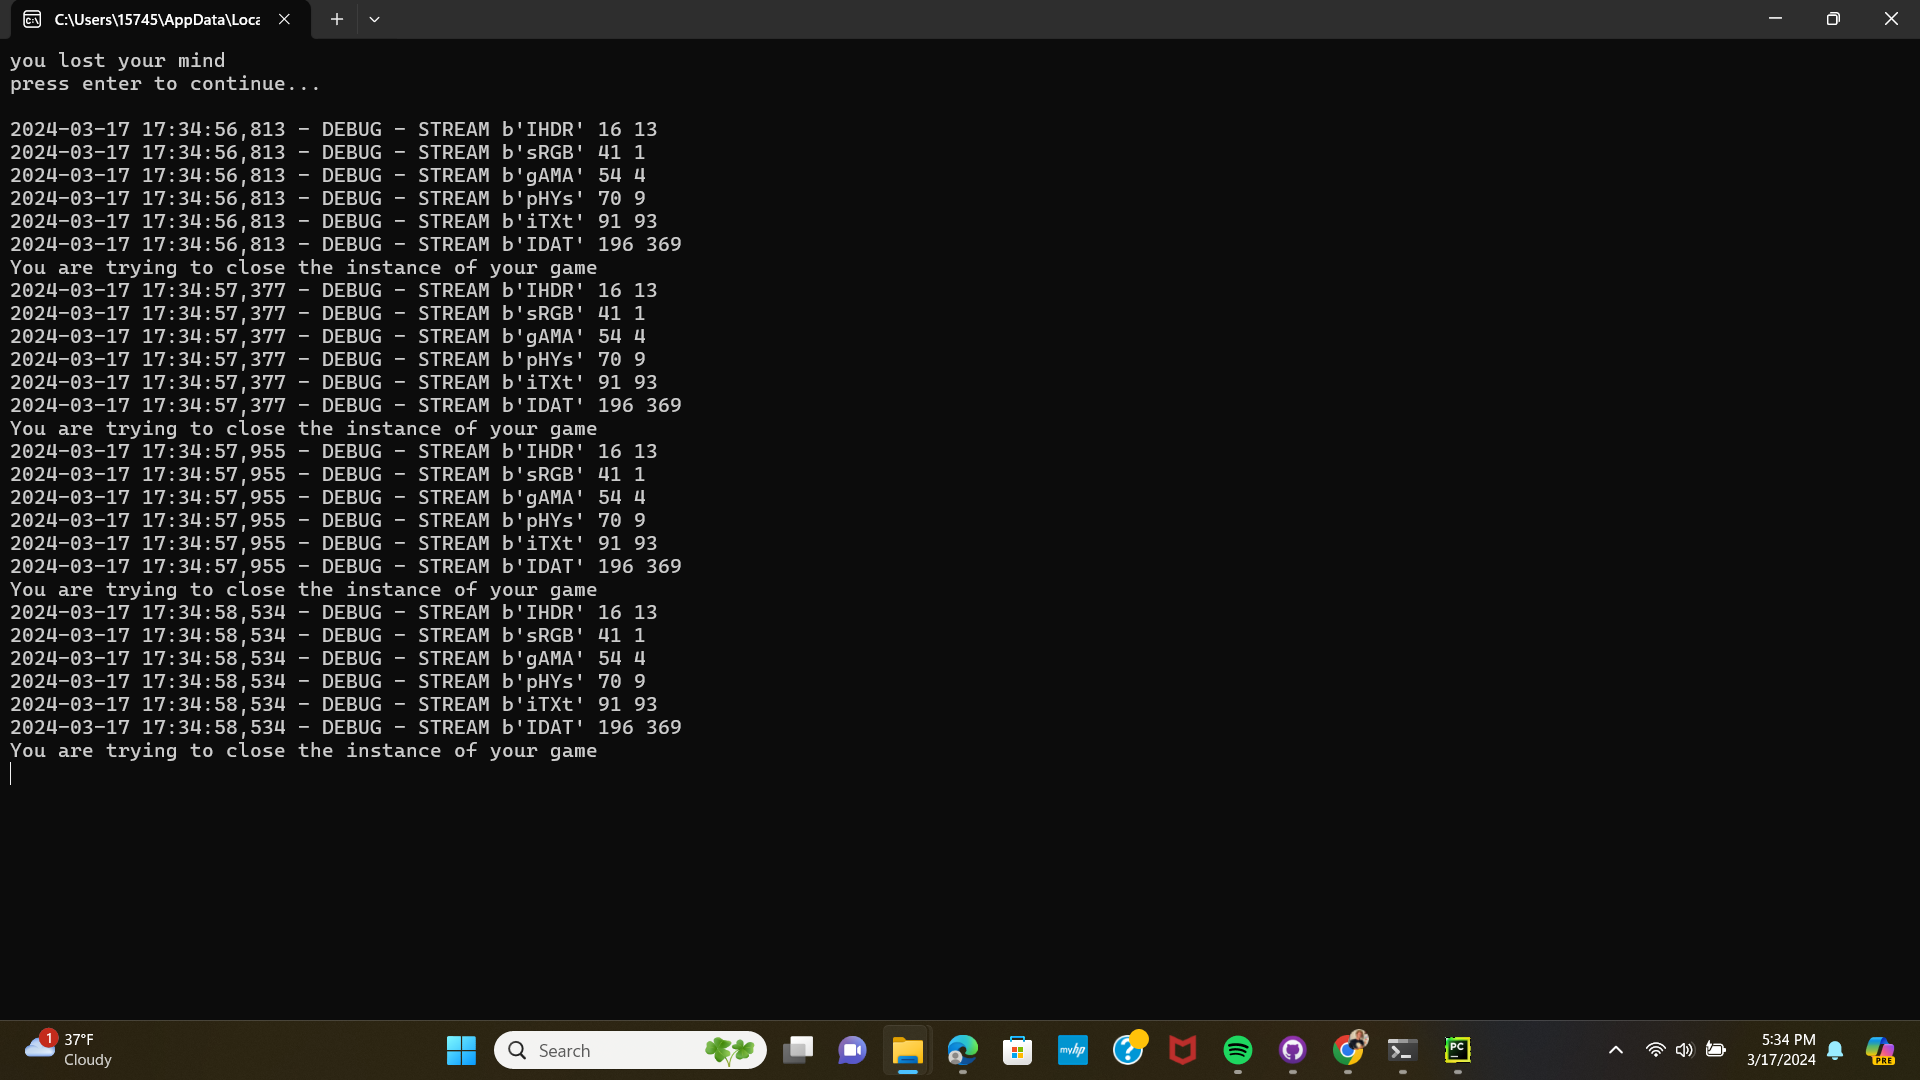 C:\Users\15745\AppData\Loca
you lost your mind
press enter to continue...
2024-03-17 17:34:56,813 - DEBUG - STREAM b'IHDR' 16 13
2024-03-17 17:34:56,813 - DEBUG - STREAM b'sRGB' 41 1
2024-03-17 17:34:56,813 - DEBUG - STREAM b'gAMA' 54 4
2024-03-17 17:34:56,813 - DEBUG - STREAM b'pHYs' 70 9
2024-03-17 17:34:56,813 - DEBUG - STREAM b'iTXt' 91 93
2024-03-17 17:34:56,813 - DEBUG - STREAM b'IDAT' 196 369
You are trying to close the instance of your game
2024-03-17 17:34:57,377 - DEBUG - STREAM b'IHDR' 16 13
2024-03-17 17:34:57,377 - DEBUG - STREAM b'sRGB' 41 1
2024-03-17 17:34:57,377 - DEBUG - STREAM b'gAMA' 54 4
2024-03-17 17:34:57,377 - DEBUG - STREAM b'pHYs' 70 9
2024-03-17 17:34:57,377 - DEBUG - STREAM b'iTXt' 91 93
2024-03-17 17:34:57,377 - DEBUG - STREAM b'IDAT' 196 369
You are trying to close the instance of your game
2024-03-17 17:34:57,955 - DEBUG - STREAM b'IHDR' 16 13
2024-03-17 17:34:57,955 - DEBUG - STREAM b'sRGB' 41 1
2024-03-17 17:34:57,955 - DEBUG - STREAM b'gAMA' 54 4
2024-03-17 17:34:57,955 - DEBUG - STREAM b'pHYs' 70 9
2024-03-17 17:34:57,955 - DEBUG - STREAM b'iTXt' 91 93
2024-03-17 17:34:57,955 - DEBUG - STREAM b'IDAT' 196 369
You are trying to close the instance of your game
2024-03-17 17:34:58,534 - DEBUG - STREAM b'IHDR' 16 13
2024-03-17 17:34:58,534 - DEBUG - STREAM b'sRGB' 41 1
2024-03-17 17:34:58,534 - DEBUG - STREAM b'gAMA' 54 4
2024-03-17 17:34:58,534 - DEBUG - STREAM b'pHYs' 70 9
2024-03-17 17:34:58,534 - DEBUG - STREAM b'iTXt' 91 93
2024-03-17 17:34:58,534 - DEBUG - STREAM b'IDAT' 196 369
You are trying to close the instance of your game
1
37°F
Cloudy
Search
myhp
?
PC
5:34 PM
3/17/2024
PRE